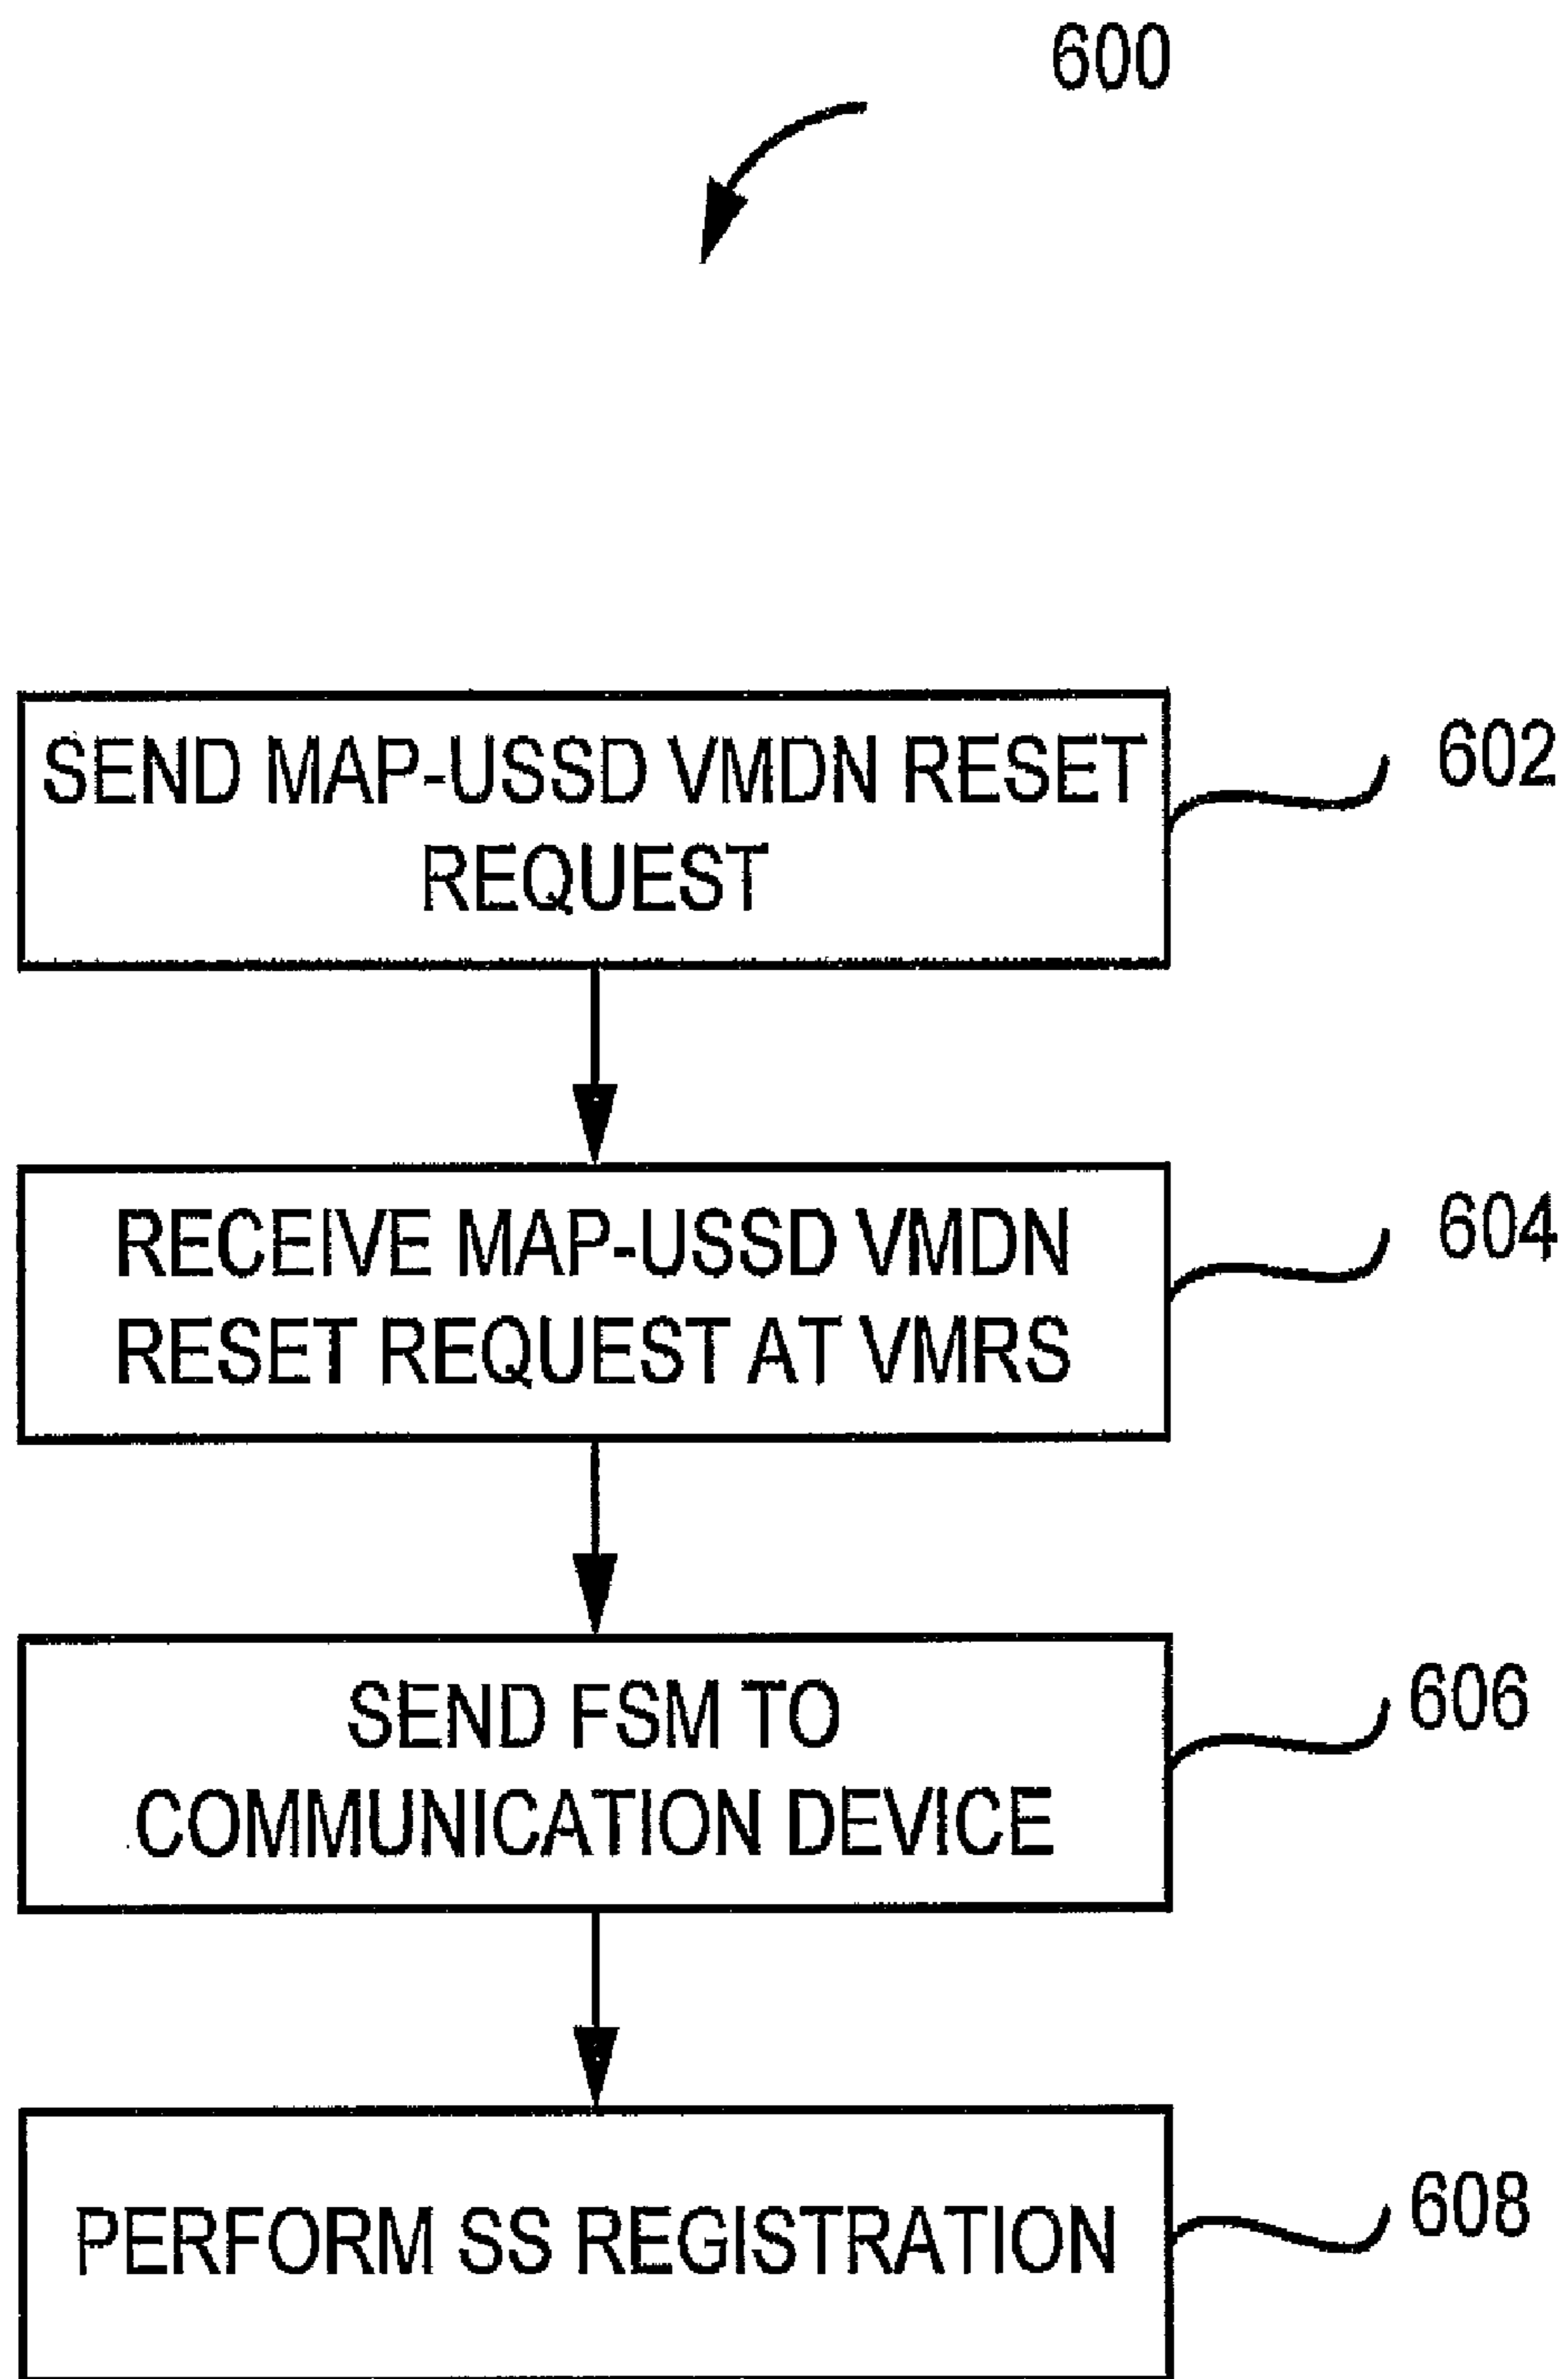 600
SEND MAP-USSD VMDN RESET
REQUEST
602
RECEIVE MAP-USSD VMDN
RESET REQUEST AT VMRS
604
SEND FSM TO
COMMUNICATION DEVICE
606
PERFORM SS REGISTRATION
608